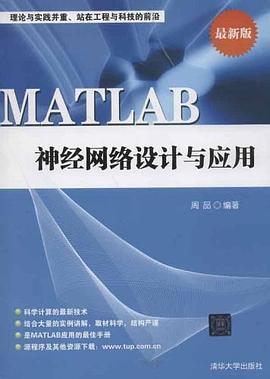 理论与实践并重、站在工程与科技的前沿
最新版
MATLAB
神经网络设计与应用
周品 ◎编著
科学计算的最新技术
结合大量的实例讲解，取材科学，结构严谨
是MATLAB应用的最佳手册
源程序及其他资源下载：www.tup.com.cn
清华大学出版社